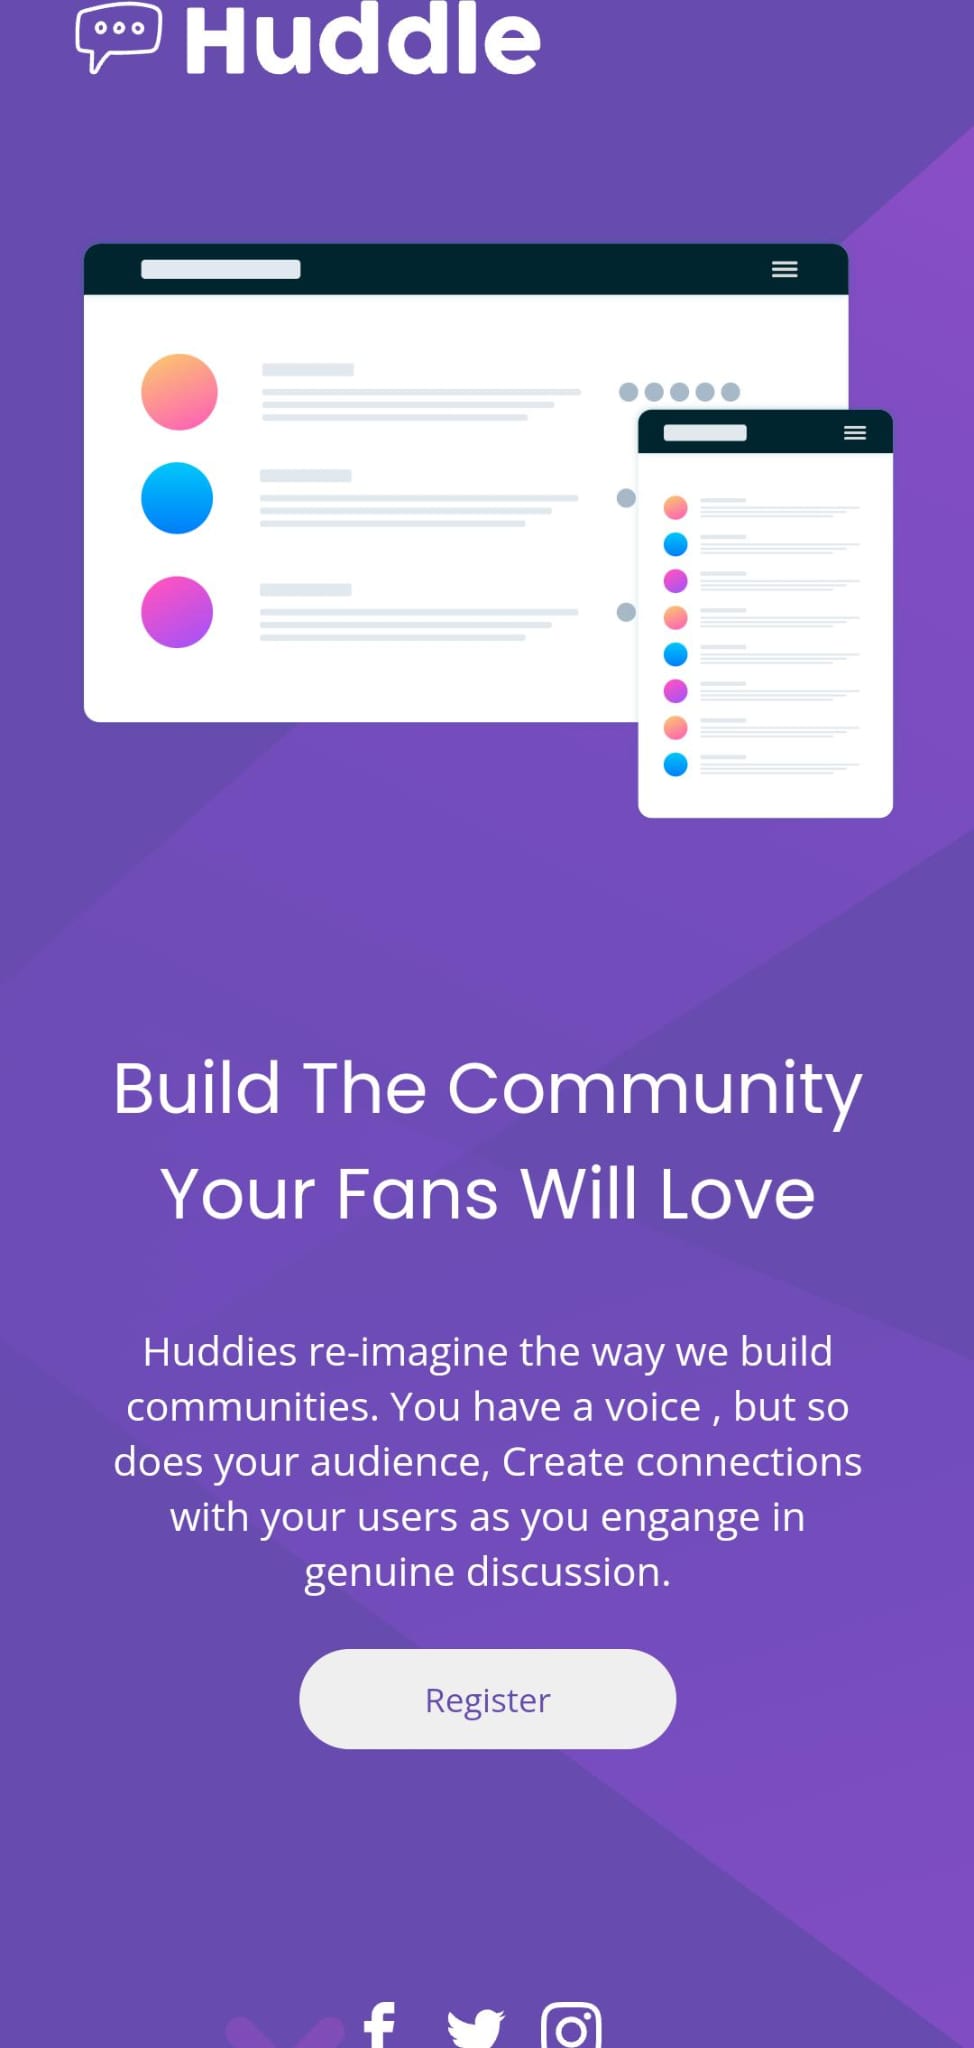 Huddle
Build The Community
Your Fans Will Love
Huddies re-imagine the way we build
communities. You have a voice , but so
does your audience, Create connections
with your users as you engange in
genuine discussion.
Register